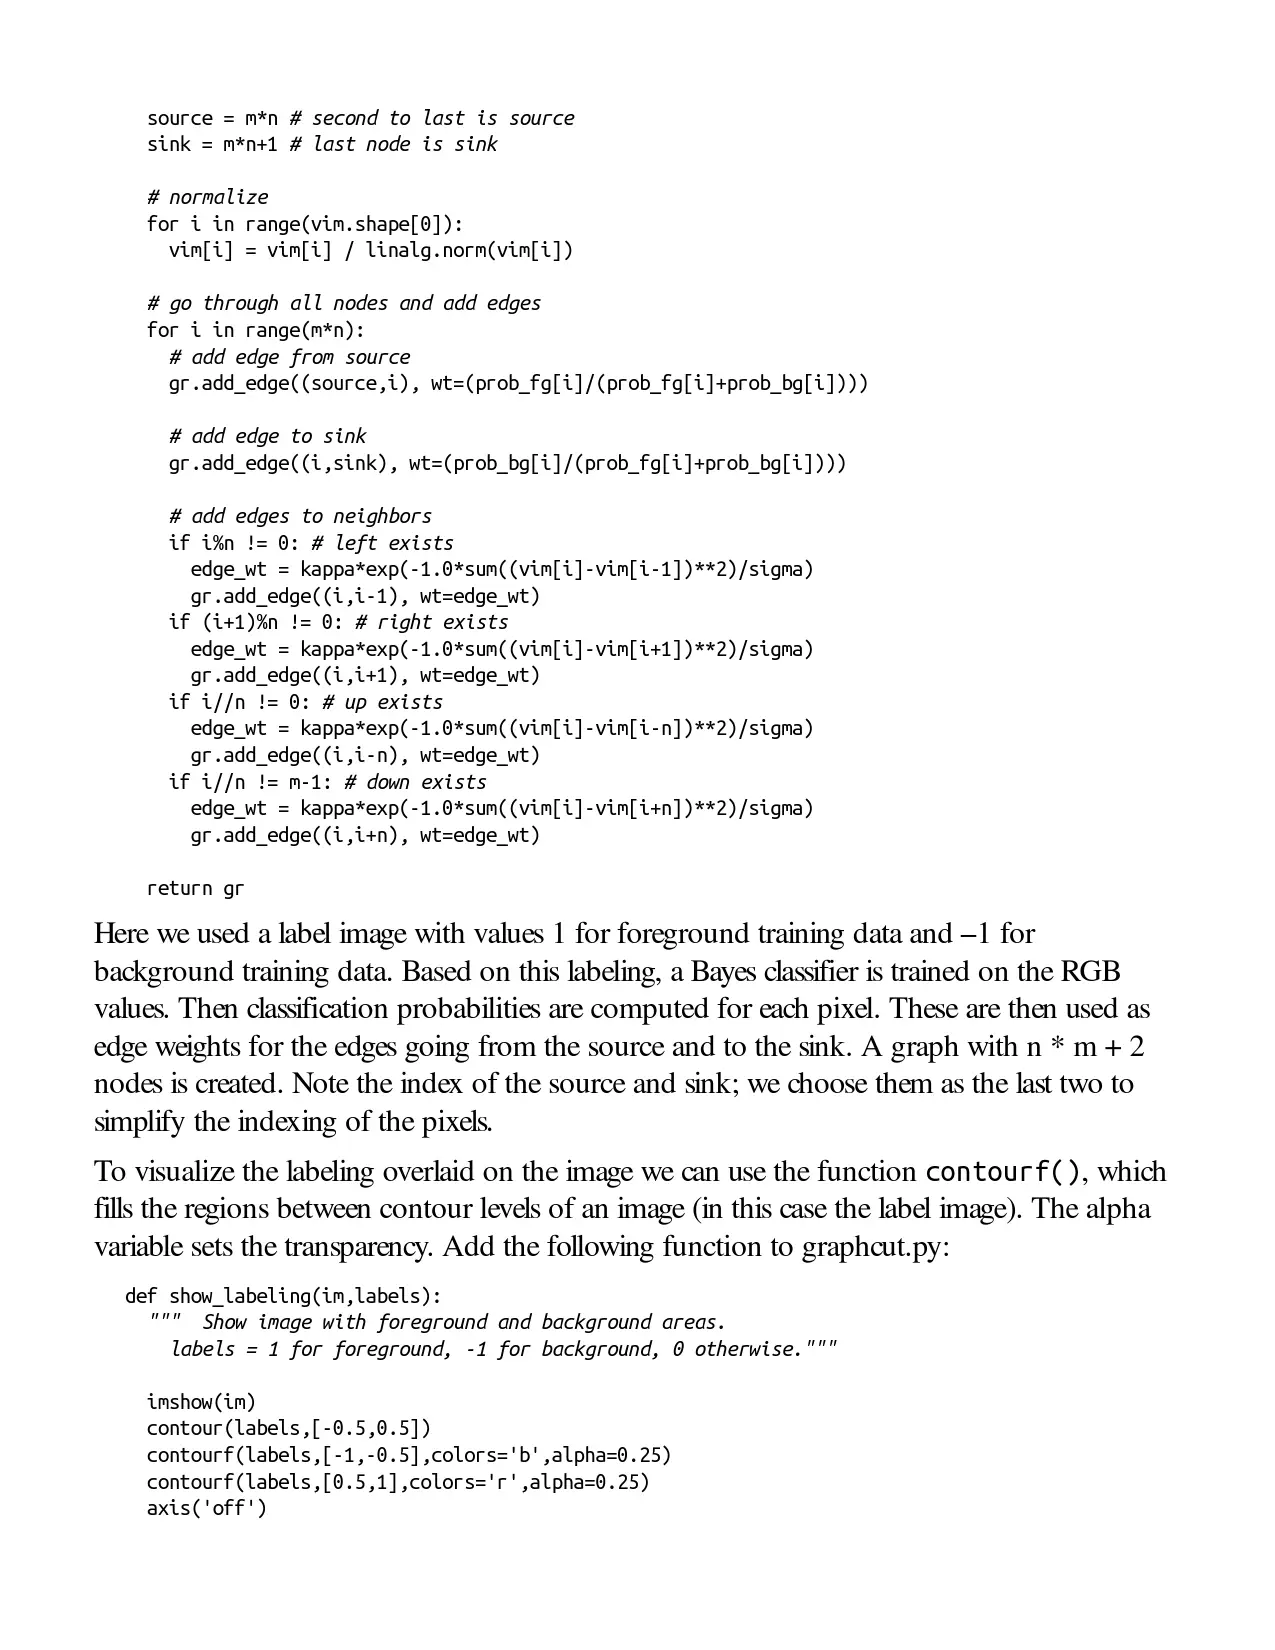 source = m*n # second to last is source
sink = m*n+1 # last node is sink
# normalize
for i in range(vim.shape[0]):
vim[i] = vim[i] / linalg.norm(vim[i])
# go through all nodes and add edges
for i in range(m*n):
# add edge from source
gr.add_edge((source,i), wt=(prob_fg[i]/(prob_fg[i]+prob_bg[i])))
# add edge to sink
gr.add_edge((i,sink), wt=(prob_bg[i]/(prob_fg[i]+prob_bg[i])))
# add edges to neighbors
if i%n != 0: # left exists
edge_wt = kappa*exp(-1.0*sum((vim[i]-vim[i-1])**2)/sigma)
gr.add_edge((i,i-1), wt=edge_wt)
if (i+1)%n != 0: # right exists
edge_wt = kappa*exp(-1.0*sum((vim[i]-vim[i+1])**2)/sigma)
gr.add_edge((i,i+1), wt=edge_wt)
if i//n != 0: # up exists
edge_wt = kappa*exp(-1.0*sum((vim[i]-vim[i-n])**2)/sigma)
gr.add_edge((i,i-n), wt=edge_wt)
if i//n != m-1: # down exists
edge_wt = kappa*exp(-1.0*sum((vim[i]-vim[i+n])**2)/sigma)
gr.add_edge((i,i+n), wt=edge_wt)
return gr
Here we used a label image with values 1 for foreground training data and –1 for
background training data. Based on this labeling, a Bayes classifier is trained on the RGB
values. Then classification probabilities are computed for each pixel. These are then used as
edge weights for the edges going from the source and to the sink. A graph with n * m + 2
nodes is created. Note the index of the source and sink; we choose them as the last two to
simplify the indexing of the pixels.
To visualize the labeling overlaid on the image we can use the function contourf(), which
fills the regions between contour levels of an image (in this case the label image). The alpha
variable sets the transparency. Add the following function to graphcut.py:
def show_labeling(im,labels):
""" Show image with foreground and background areas.
labels = 1 for foreground, -1 for background, 0 otherwise."""
imshow(im)
contour(labels,[-0.5,0.5])
contourf(labels,[-1,-0.5],colors='b',alpha=0.25)
contourf(labels,[0.5,1],colors='r',alpha=0.25)
axis('off')